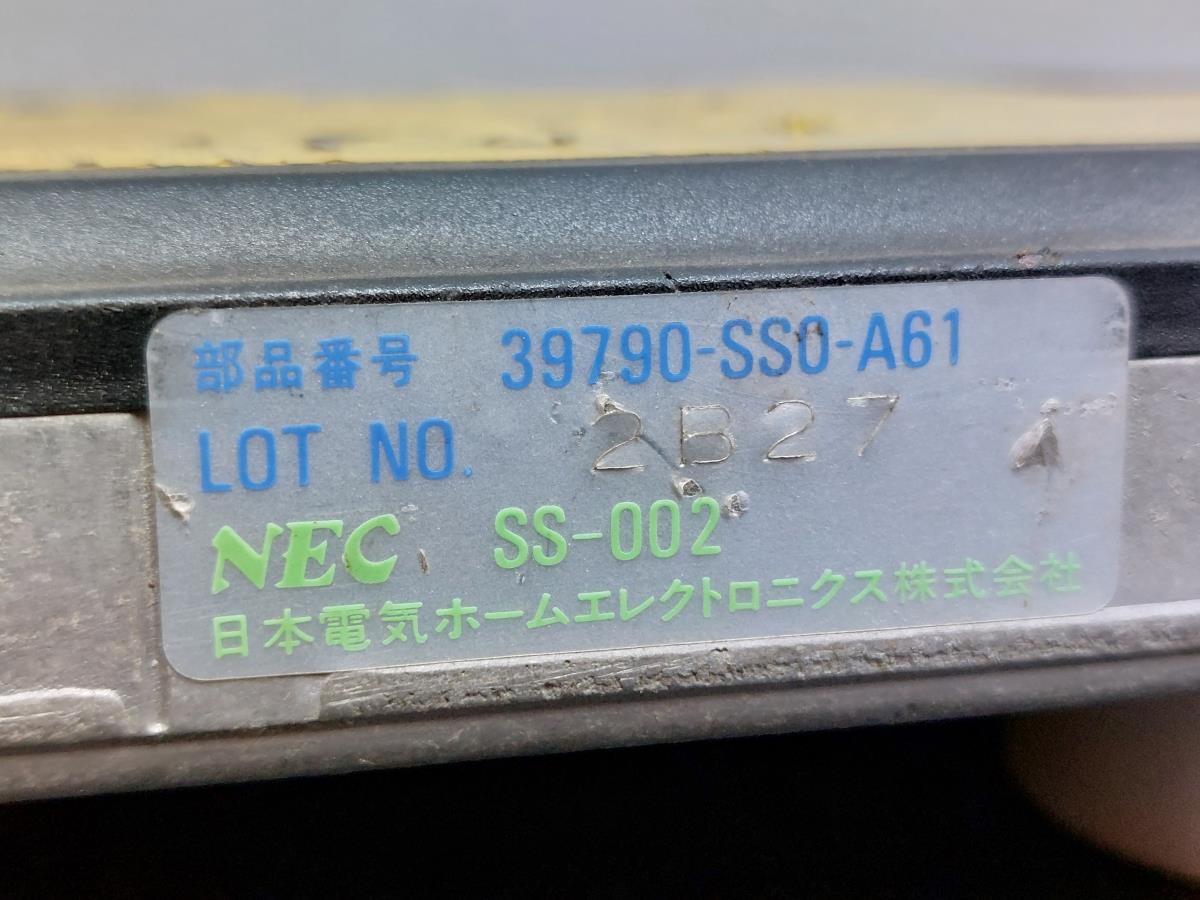 部品番号 39790-SS0-A61
LOT NO. 2B27
NEC SS-002
日本電気ホームエレクトロニクス株式会社